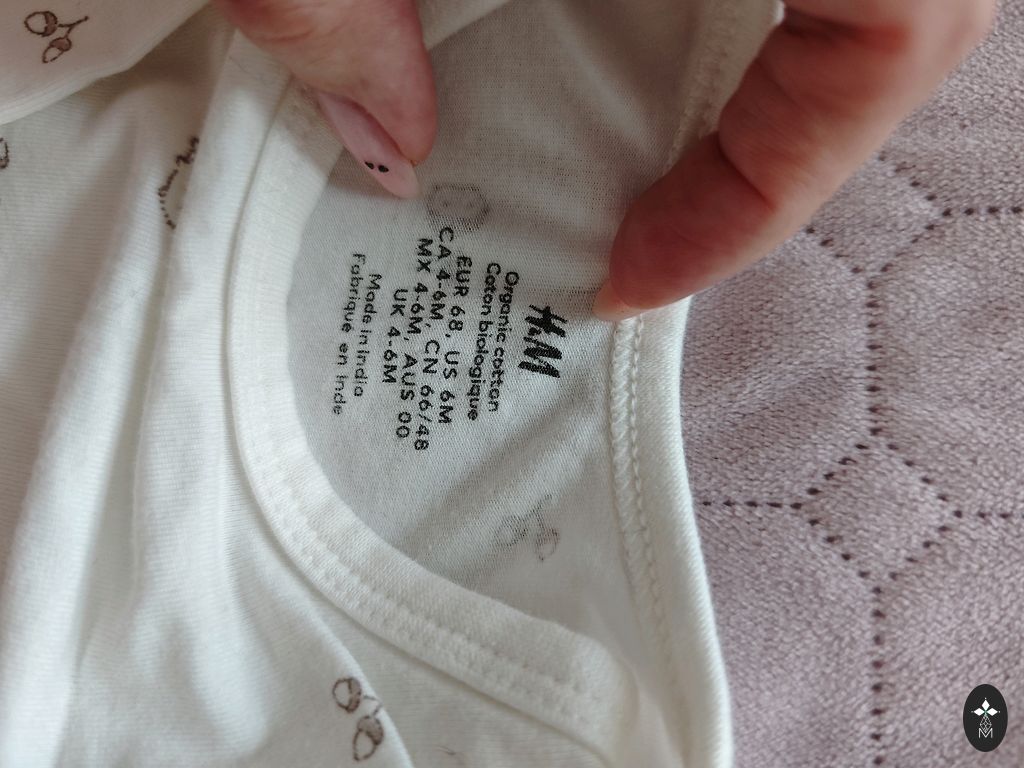 H&M
Organic cotton
Coton biologique
EUR 68, US 6M
CA 4-6M, CN 66/48
MX 4-6M, AUS 00
UK 4-6M
Made in India
Fabriqué en Inde